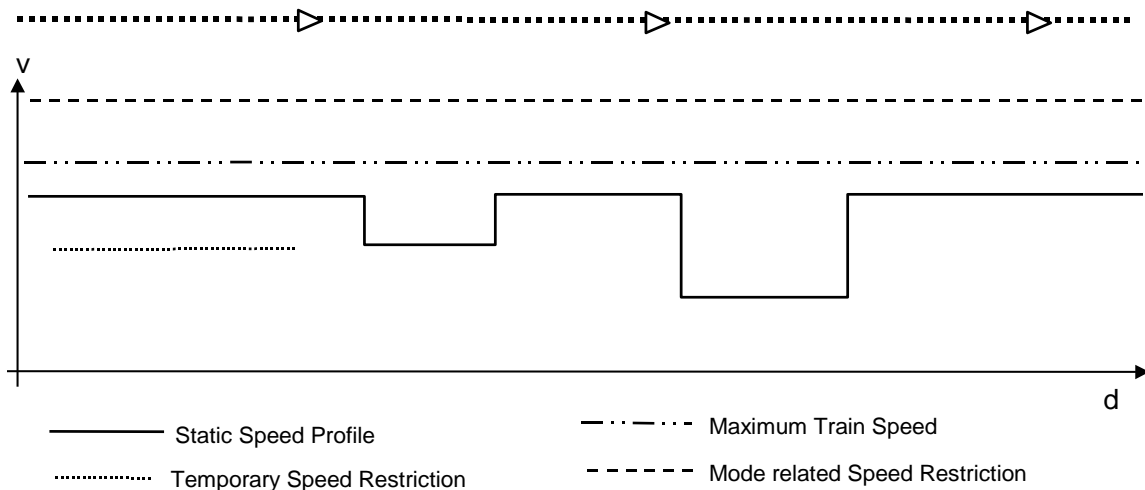 v
d
Static Speed Profile
Maximum Train Speed
Temporary Speed Restriction
Mode related Speed Restriction